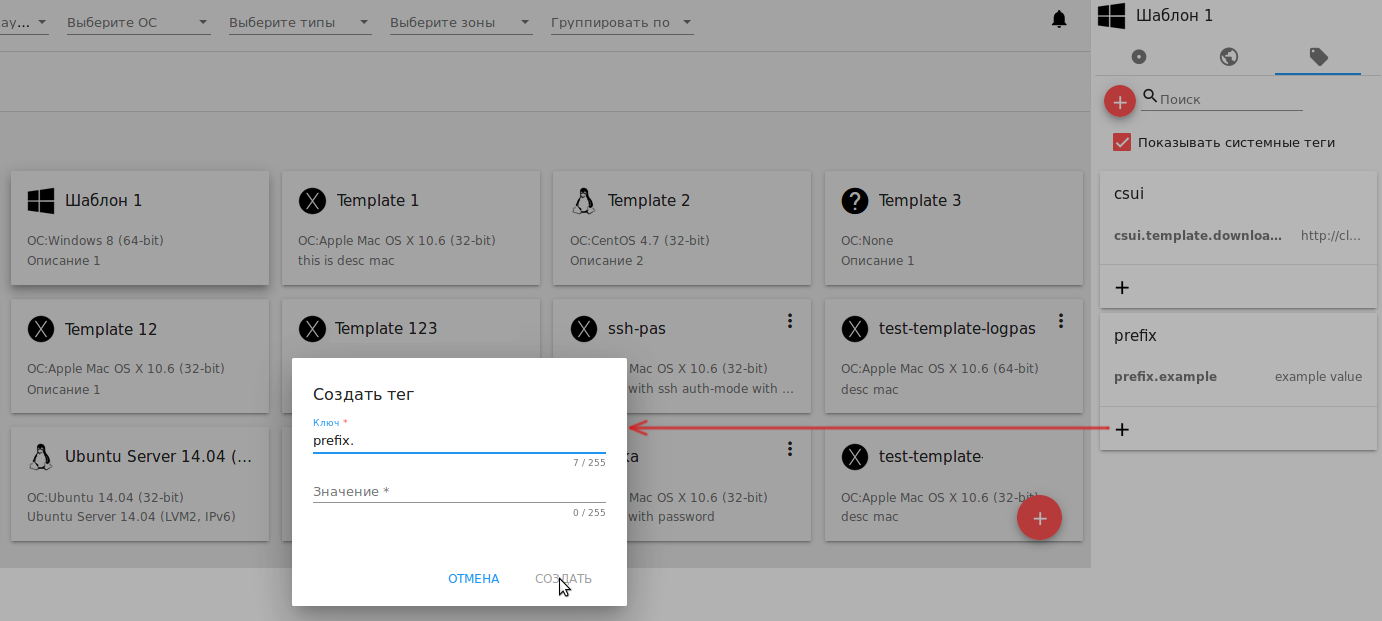 ау...
Выберите ОС
Выберите типы
Выберите зоны
Группировать по
Шаблон 1
Поиск
Показывать системные теги
csui
csui.template.downloa... http://cl...
+
prefix
prefix.example example value
+
Шаблон 1
ОС:Windows 8 (64-bit)
Описание 1
Template 1
ОС:Apple Mac OS X 10.6 (32-bit)
this is desc mac
Template 2
ОС:CentOS 4.7 (32-bit)
Описание 2
Template 3
ОС:None
Описание 1
Template 12
ОС:Apple Mac OS X 10.6 (32-bit)
Описание 1
Template 123
ssh-pas
Mac OS X 10.6 (32-bit)
with ssh auth-mode with ...
test-template-logpas
ОС:Apple Mac OS X 10.6 (64-bit)
desc mac
Ubuntu Server 14.04 (...
ОС:Ubuntu 14.04 (32-bit)
Ubuntu Server 14.04 (LVM2, IPv6)
ка
Mac OS X 10.6 (32-bit)
with password
test-template-
ОС:Apple Mac OS X 10.6 (32-bit)
desc mac
Создать тег
Ключ *
prefix.
7 / 255
Значение *
0 / 255
ОТМЕНА
СОЗДАТЬ